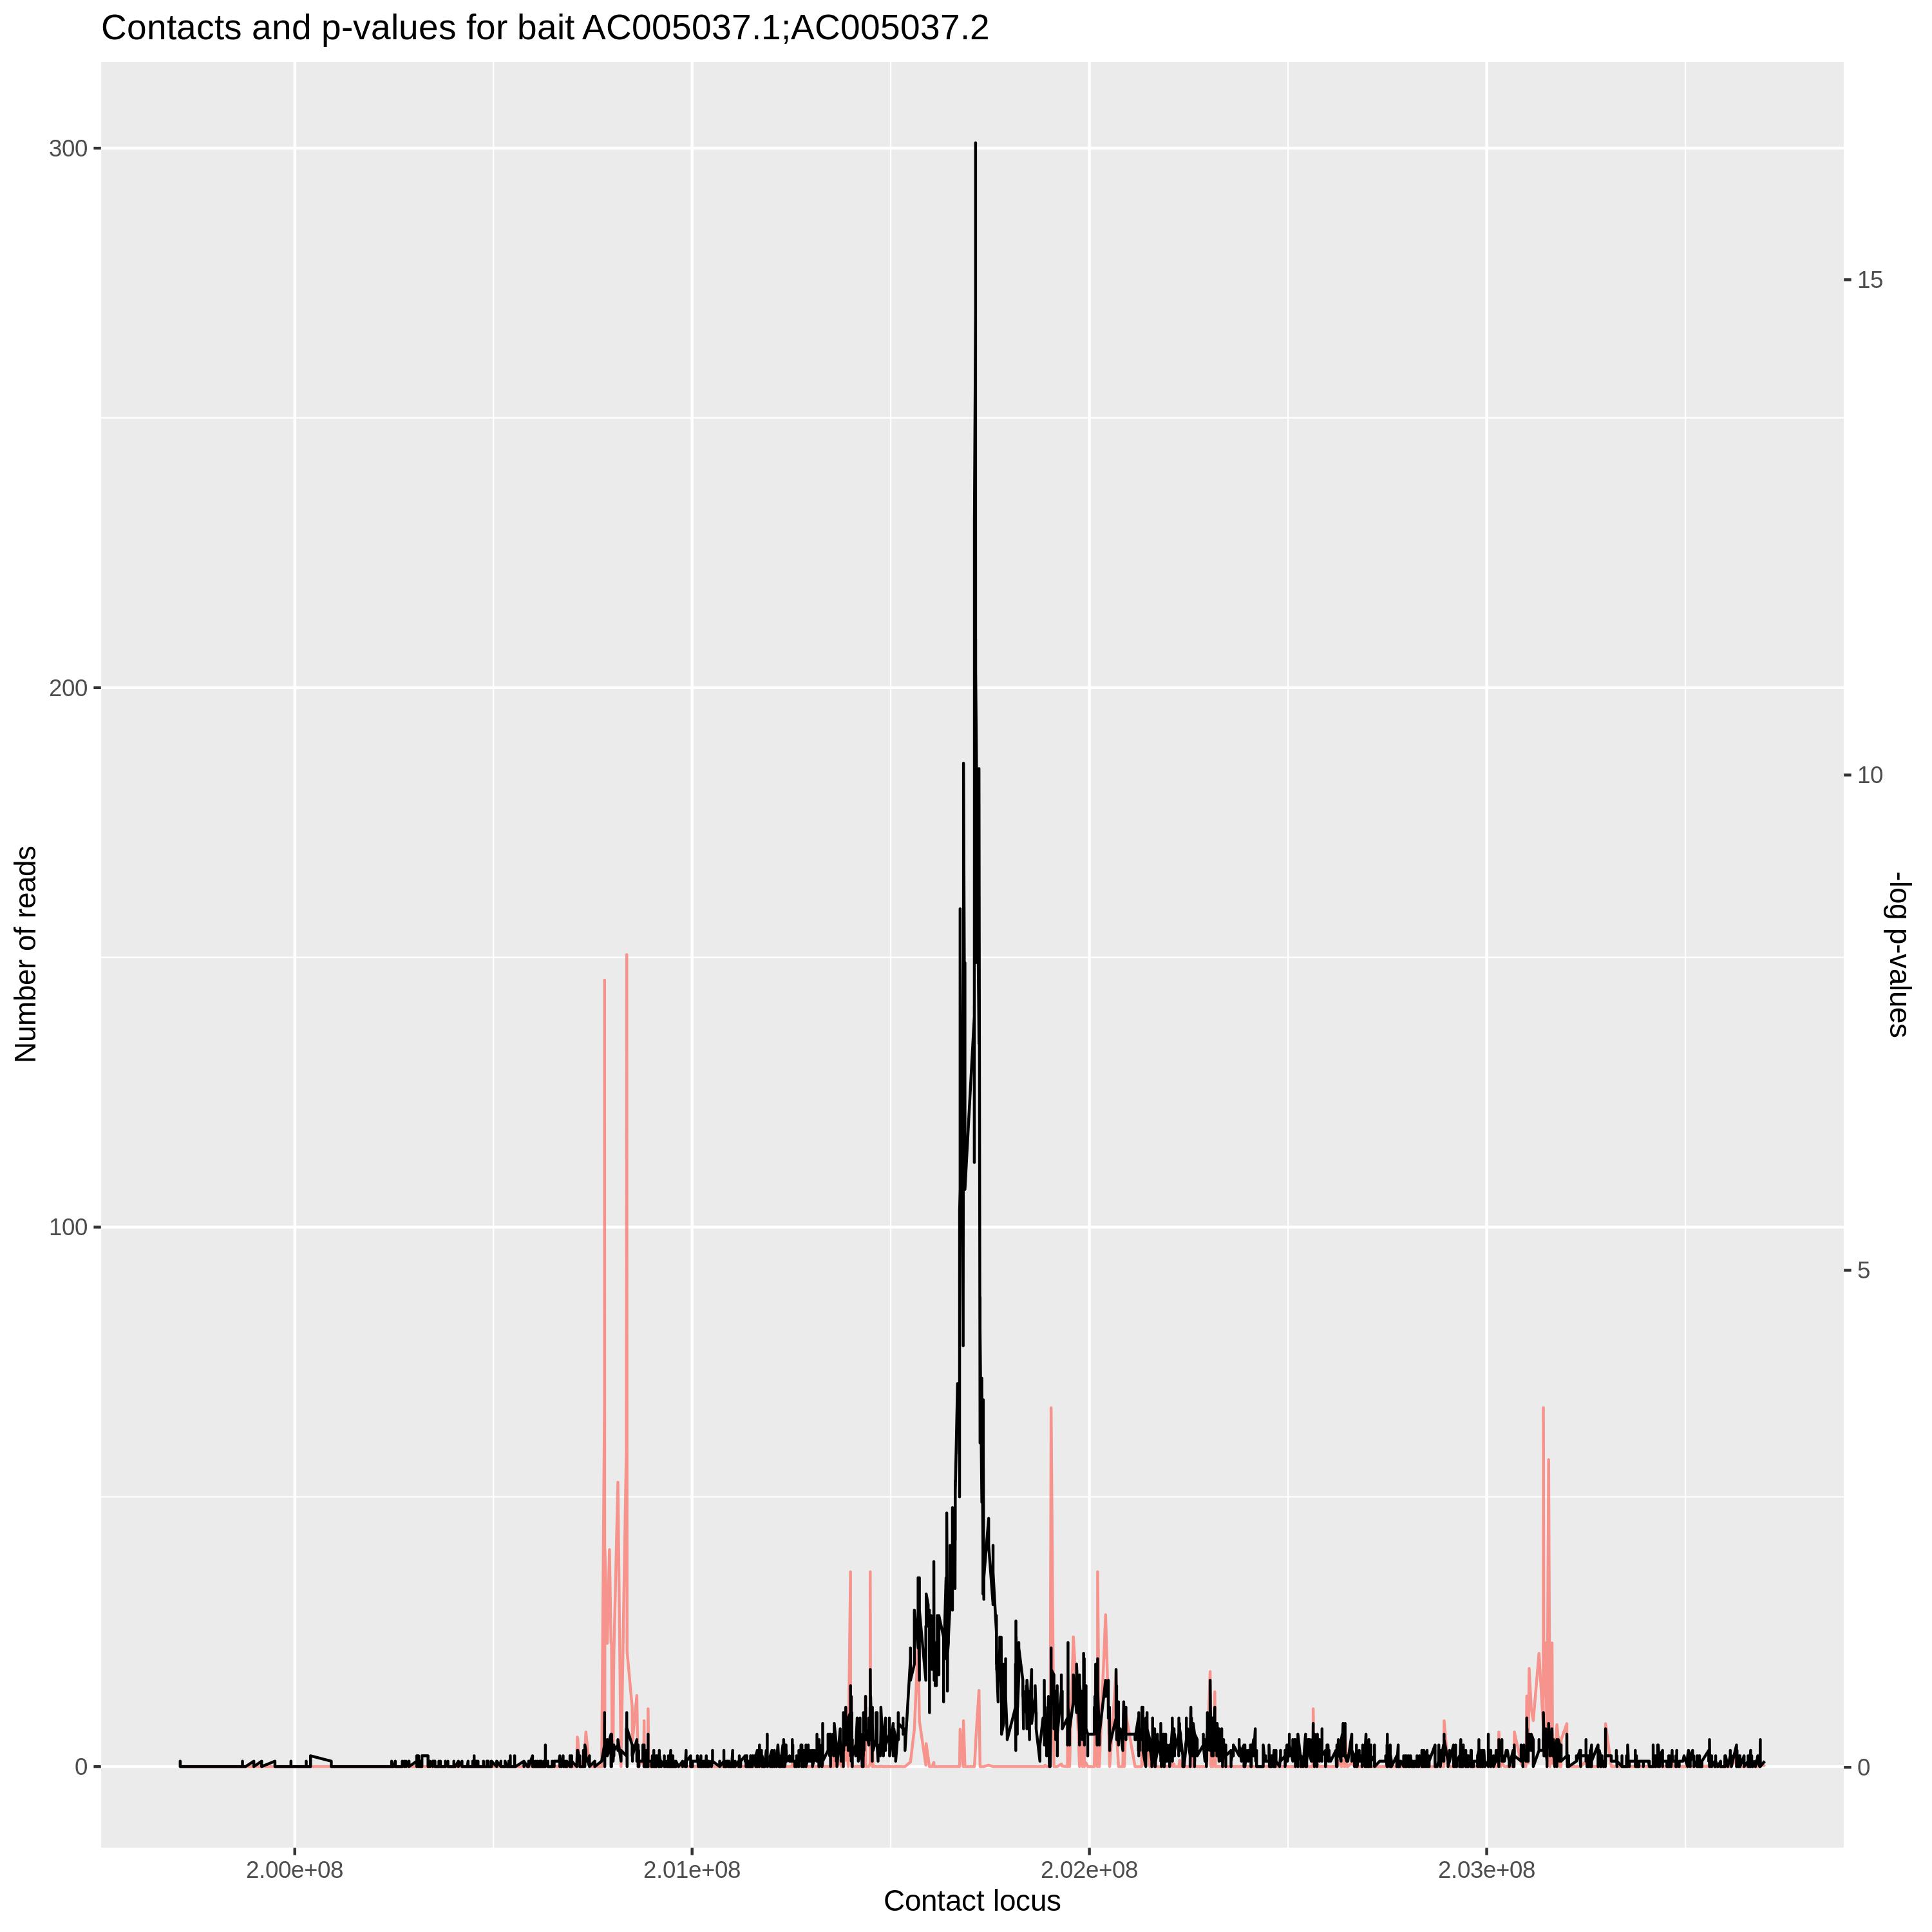 Contacts and p-values for bait AC005037.1;AC005037.2
300
200
100
0
Number of reads
15
10
5
0
-log p-values
2.00e+08
2.01e+08
2.02e+08
2.03e+08
Contact locus